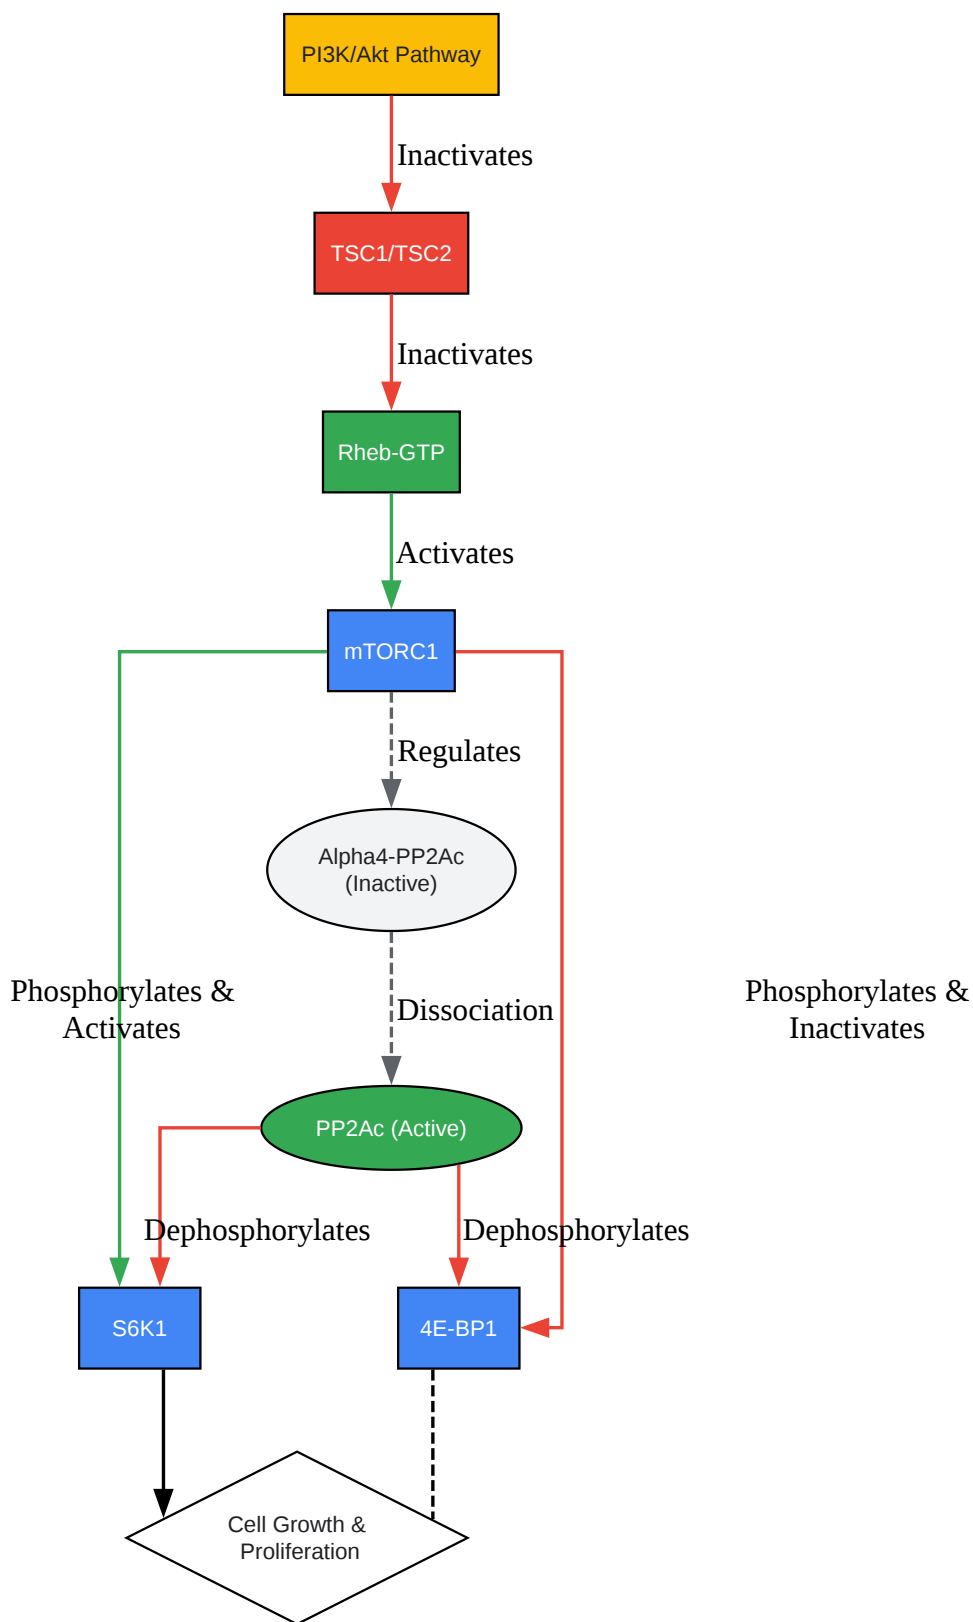 PI3K/Akt Pathway
Inactivates
TSC1/TSC2
Inactivates
Rheb-GTP
Activates
mTORC1
Regulates
Alpha4-PP2Ac
(Inactive)
Phosphorylates &
Activates
Dissociation
Phosphorylates &
Inactivates
PP2Ac (Active)
Dephosphorylates
Dephosphorylates
S6K1
4E-BP1
Cell Growth &
Proliferation